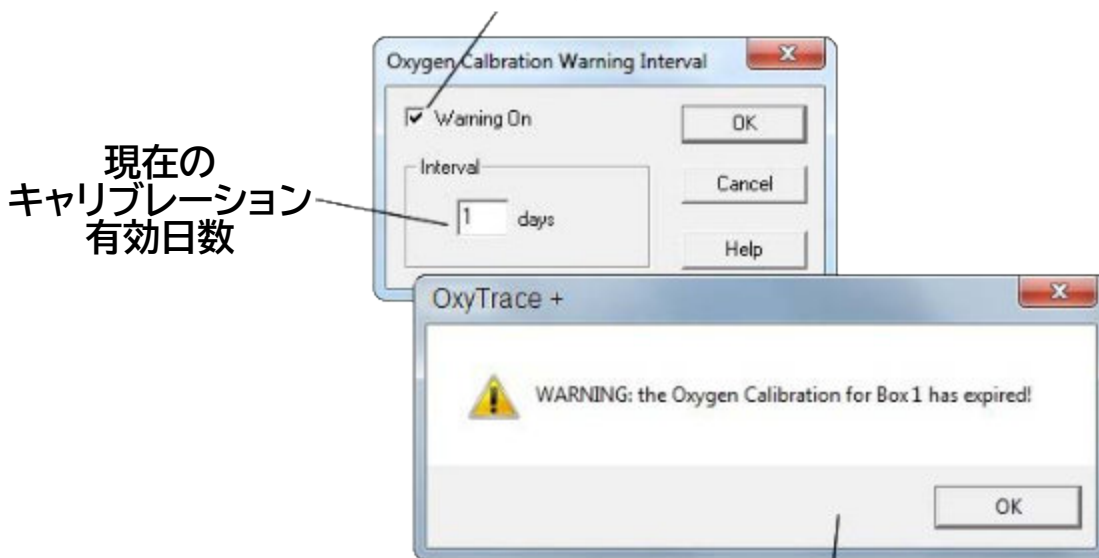 Oxygen Calbration Warning Interval
Warning On
OK
現在の
キャリブレーション
有効日数
Interval
1 days
Cancel
Help
OxyTrace +
WARNING: the Oxygen Calibration for Box 1 has expired!
OK